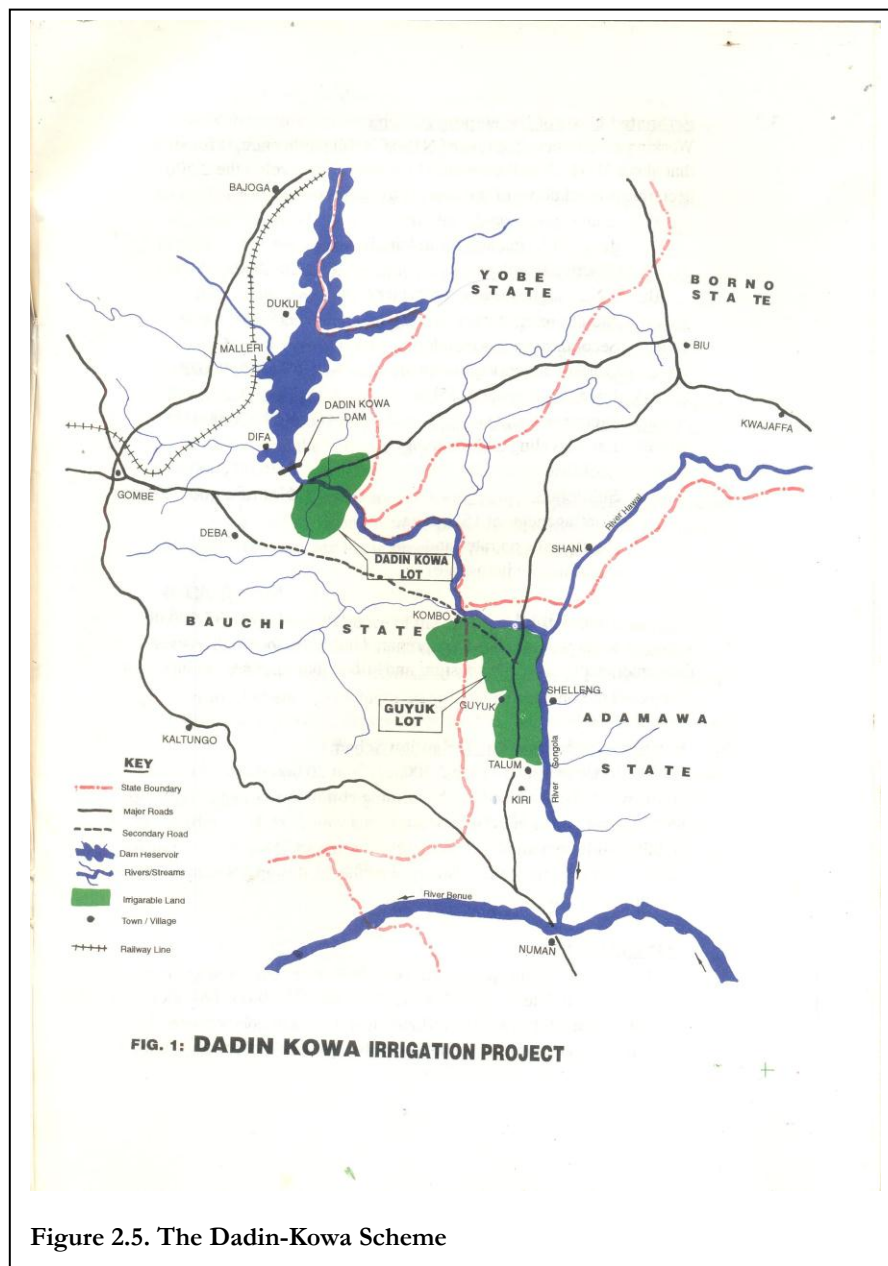 BAJOGA
YOBE
STATE
BORNO
STATE
DUKUL
MALLERI
BIU
DADIN KOWA
DAM
KWAJAFFA
DIFA
GOMBE
River Hawal
DEBA
SHANI
DADIN KOWA
LOT
KOMBO
BAUCHI STATE
GUYUK
LOT
GUYUK
SHELLENG
ADAMAWA
STATE
KALTUNGO
TALUM
River Gongola
KIRI
KEY
State Boundary
Major Roads
Secondary Road
Dam Reservoir
Rivers/Streams
Irrigarable Land
Town / Village
Railway Line
River Benue
NUMAN
FIG. 1: DADIN KOWA IRRIGATION PROJECT
Figure 2.5. The Dadin-Kowa Scheme